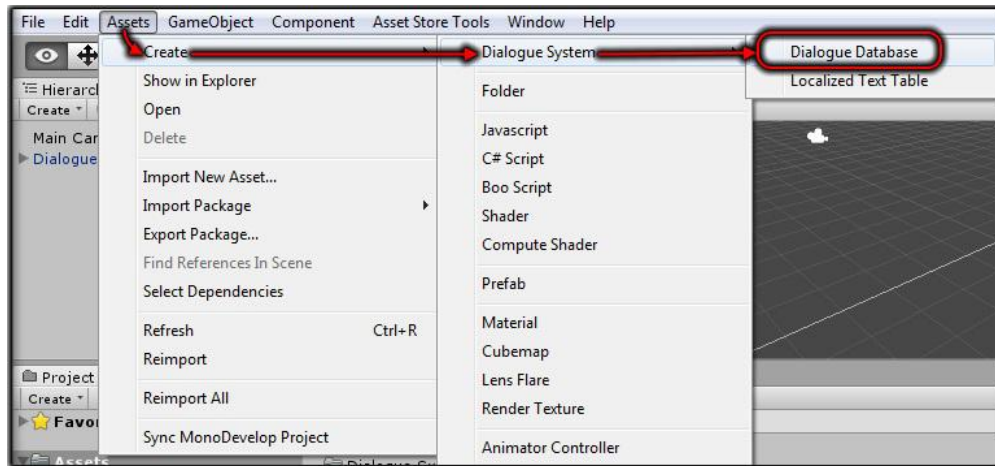 File Edit Assets GameObject Component Asset Store Tools Window Help
Create
Show in Explorer
Open
Delete
Import New Asset...
Import Package
Export Package...
Find References In Scene
Select Dependencies
Refresh Ctrl+R
Reimport
Reimport All
Sync MonoDevelop Project
Dialogue System
Folder
Javascript
C# Script
Boo Script
Shader
Compute Shader
Prefab
Material
Cubemap
Lens Flare
Render Texture
Animator Controller
Dialogue Database
Localized Text Table
Hierarc
Create
Main Car
Dialogue
Project
Create
Favor
Assets